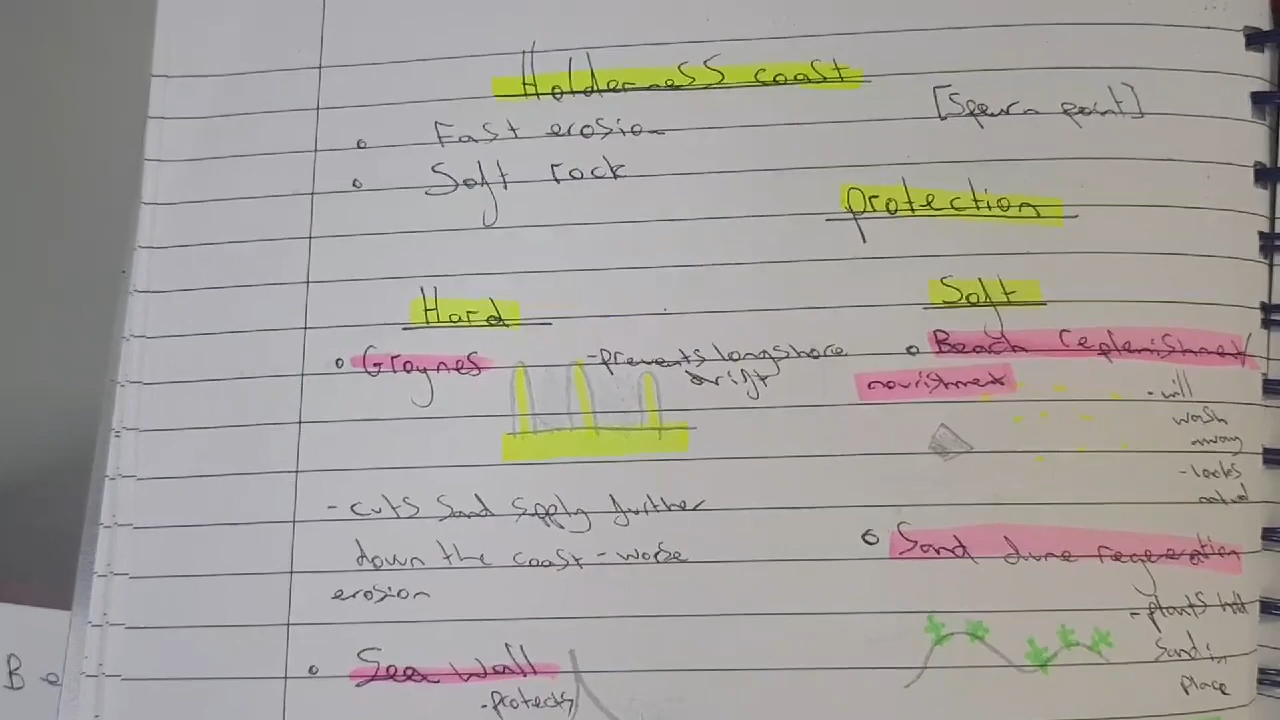 Holderness coast
[Spurn point]
• Fast erosion
• Soft rock
protection
Hard
• Groynes
- prevents longshore
drift
- cuts sand supply further
down the coast - worse
erosion
• Sea wall
- protects
Soft
• Beach replenishment
nourishment
- will
wash
away
- looks
• Sand dune regeneration
- plants
sand in
place
Be